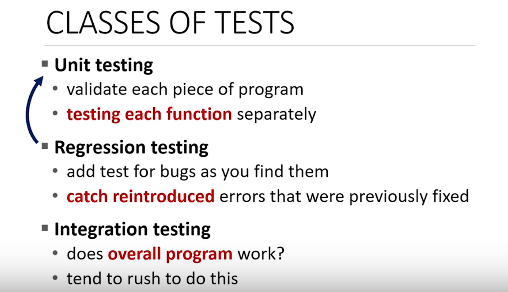 CLASSES OF TESTS
▪ Unit testing
• validate each piece of program
• testing each function separately
▪ Regression testing
• add test for bugs as you find them
• catch reintroduced errors that were previously fixed
▪ Integration testing
• does overall program work?
• tend to rush to do this